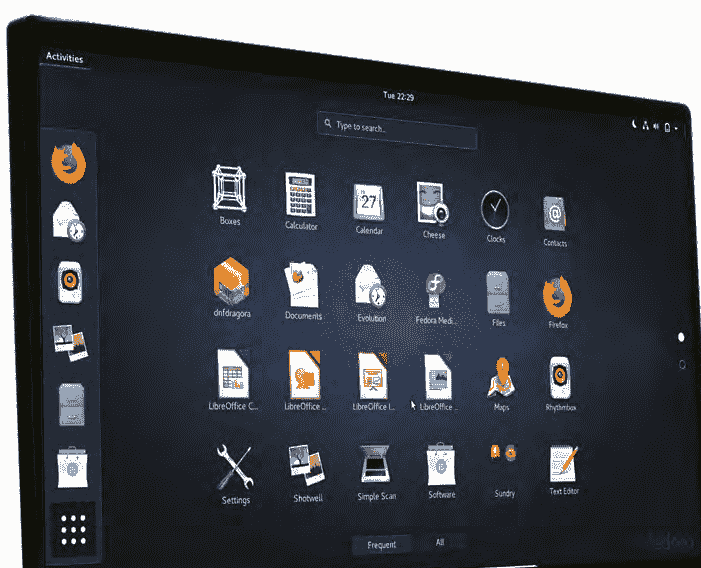 Activities
Tue 22:29
Type to search...
27
Boxes
Calculator
Calendar
Cheese
Clocks
Contacts
dnfdragora
Documents
Evolution
Fedora Medi...
Files
Firefox
LibreOffice C...
LibreOffice ...
LibreOffice I...
LibreOffice ...
Maps
Rhythmbox
Settings
Shotwell
Simple Scan
Software
Sundry
Text Editor
Frequent
All